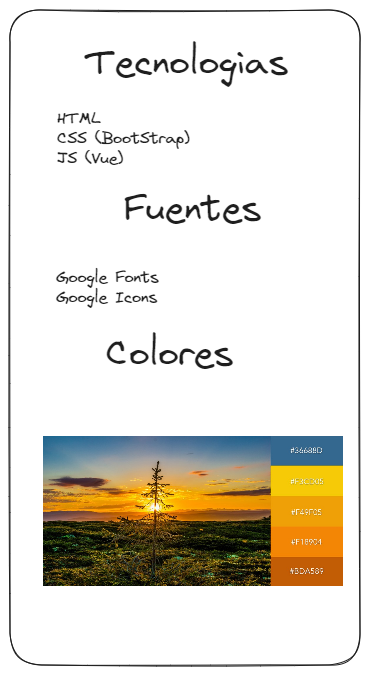 Tecnologias
HTML
CSS (BootStrap)
JS (Vue)
Fuentes
Google Fonts
Google Icons
Colores
#36688D
#F3CD05
#F49F05
#F18904
#BDA589